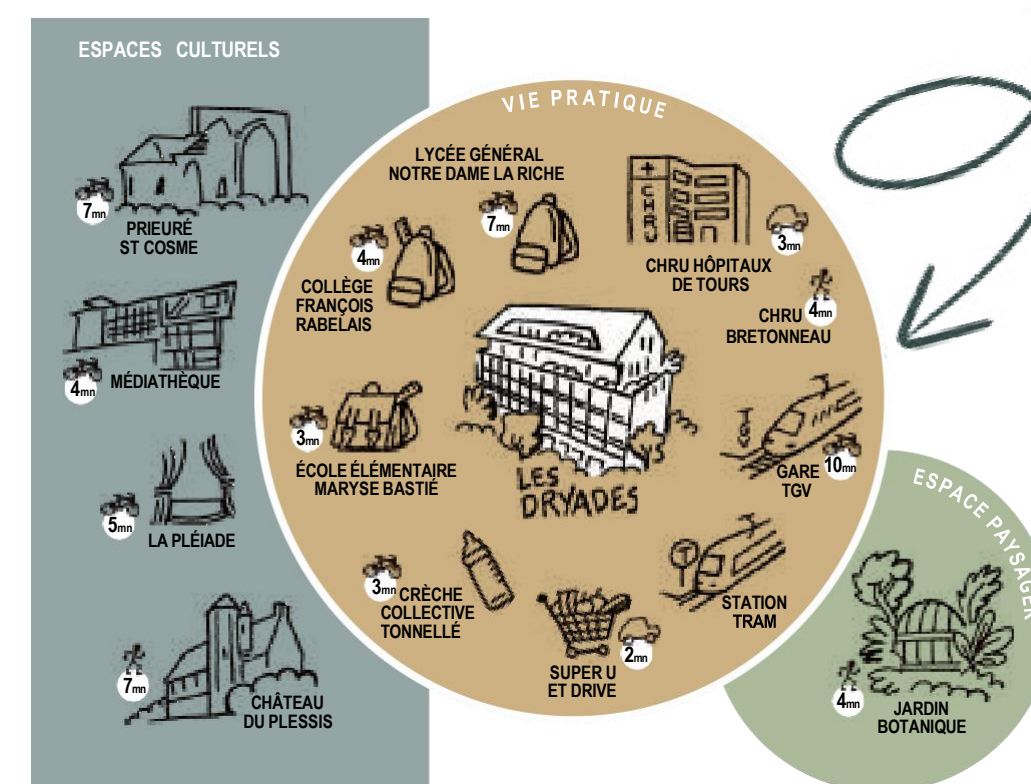 ESPACES CULTURELS
7mn
PRIEURÉ
ST COSME
4mn
MÉDIATHÈQUE
5mn
LA PLÉIADE
7mn
CHÂTEAU
DU PLESSIS
VIE PRATIQUE
LYCÉE GÉNÉRAL
NOTRE DAME LA RICHE
7mn
4mn
COLLÈGE
FRANÇOIS
RABELAIS
CHRU
3mn
CHRU HÔPITAUX
DE TOURS
4mn
CHRU
BRETONNEAU
3mn
ÉCOLE ÉLÉMENTAIRE
MARYSE BASTIÉ
LES
DRYADES
TGV
GARE 10mn
TGV
3mn
CRÈCHE
COLLECTIVE
TONNELLÉ
2mn
SUPER U
ET DRIVE
T
STATION
TRAM
ESPACE PAYSAGER
4mn
JARDIN
BOTANIQUE